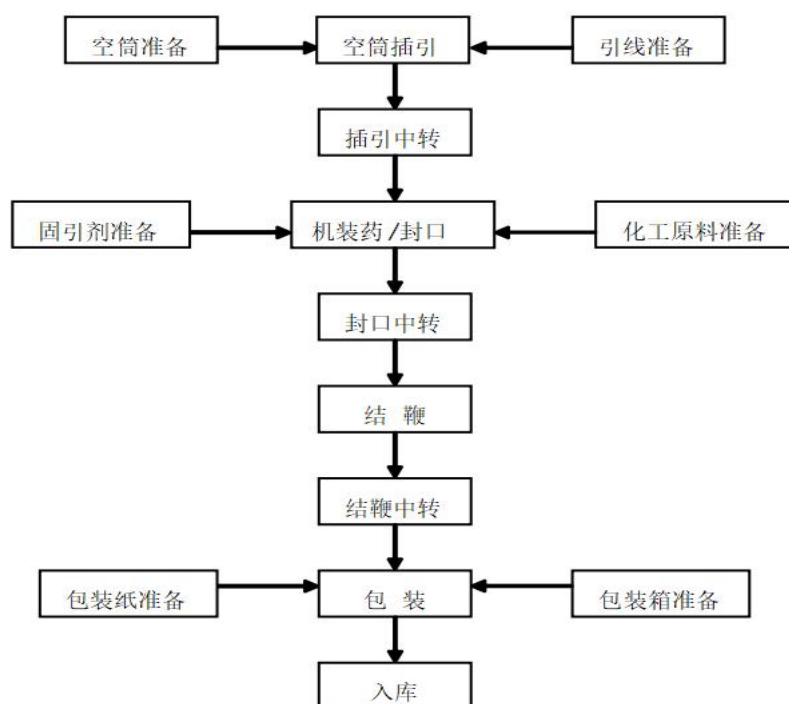 空筒准备
空筒插引
引线准备
插引中转
固引剂准备
机装药/封口
化工原料准备
封口中转
结 鞭
结鞭中转
包装纸准备
包 装
包装箱准备
入库